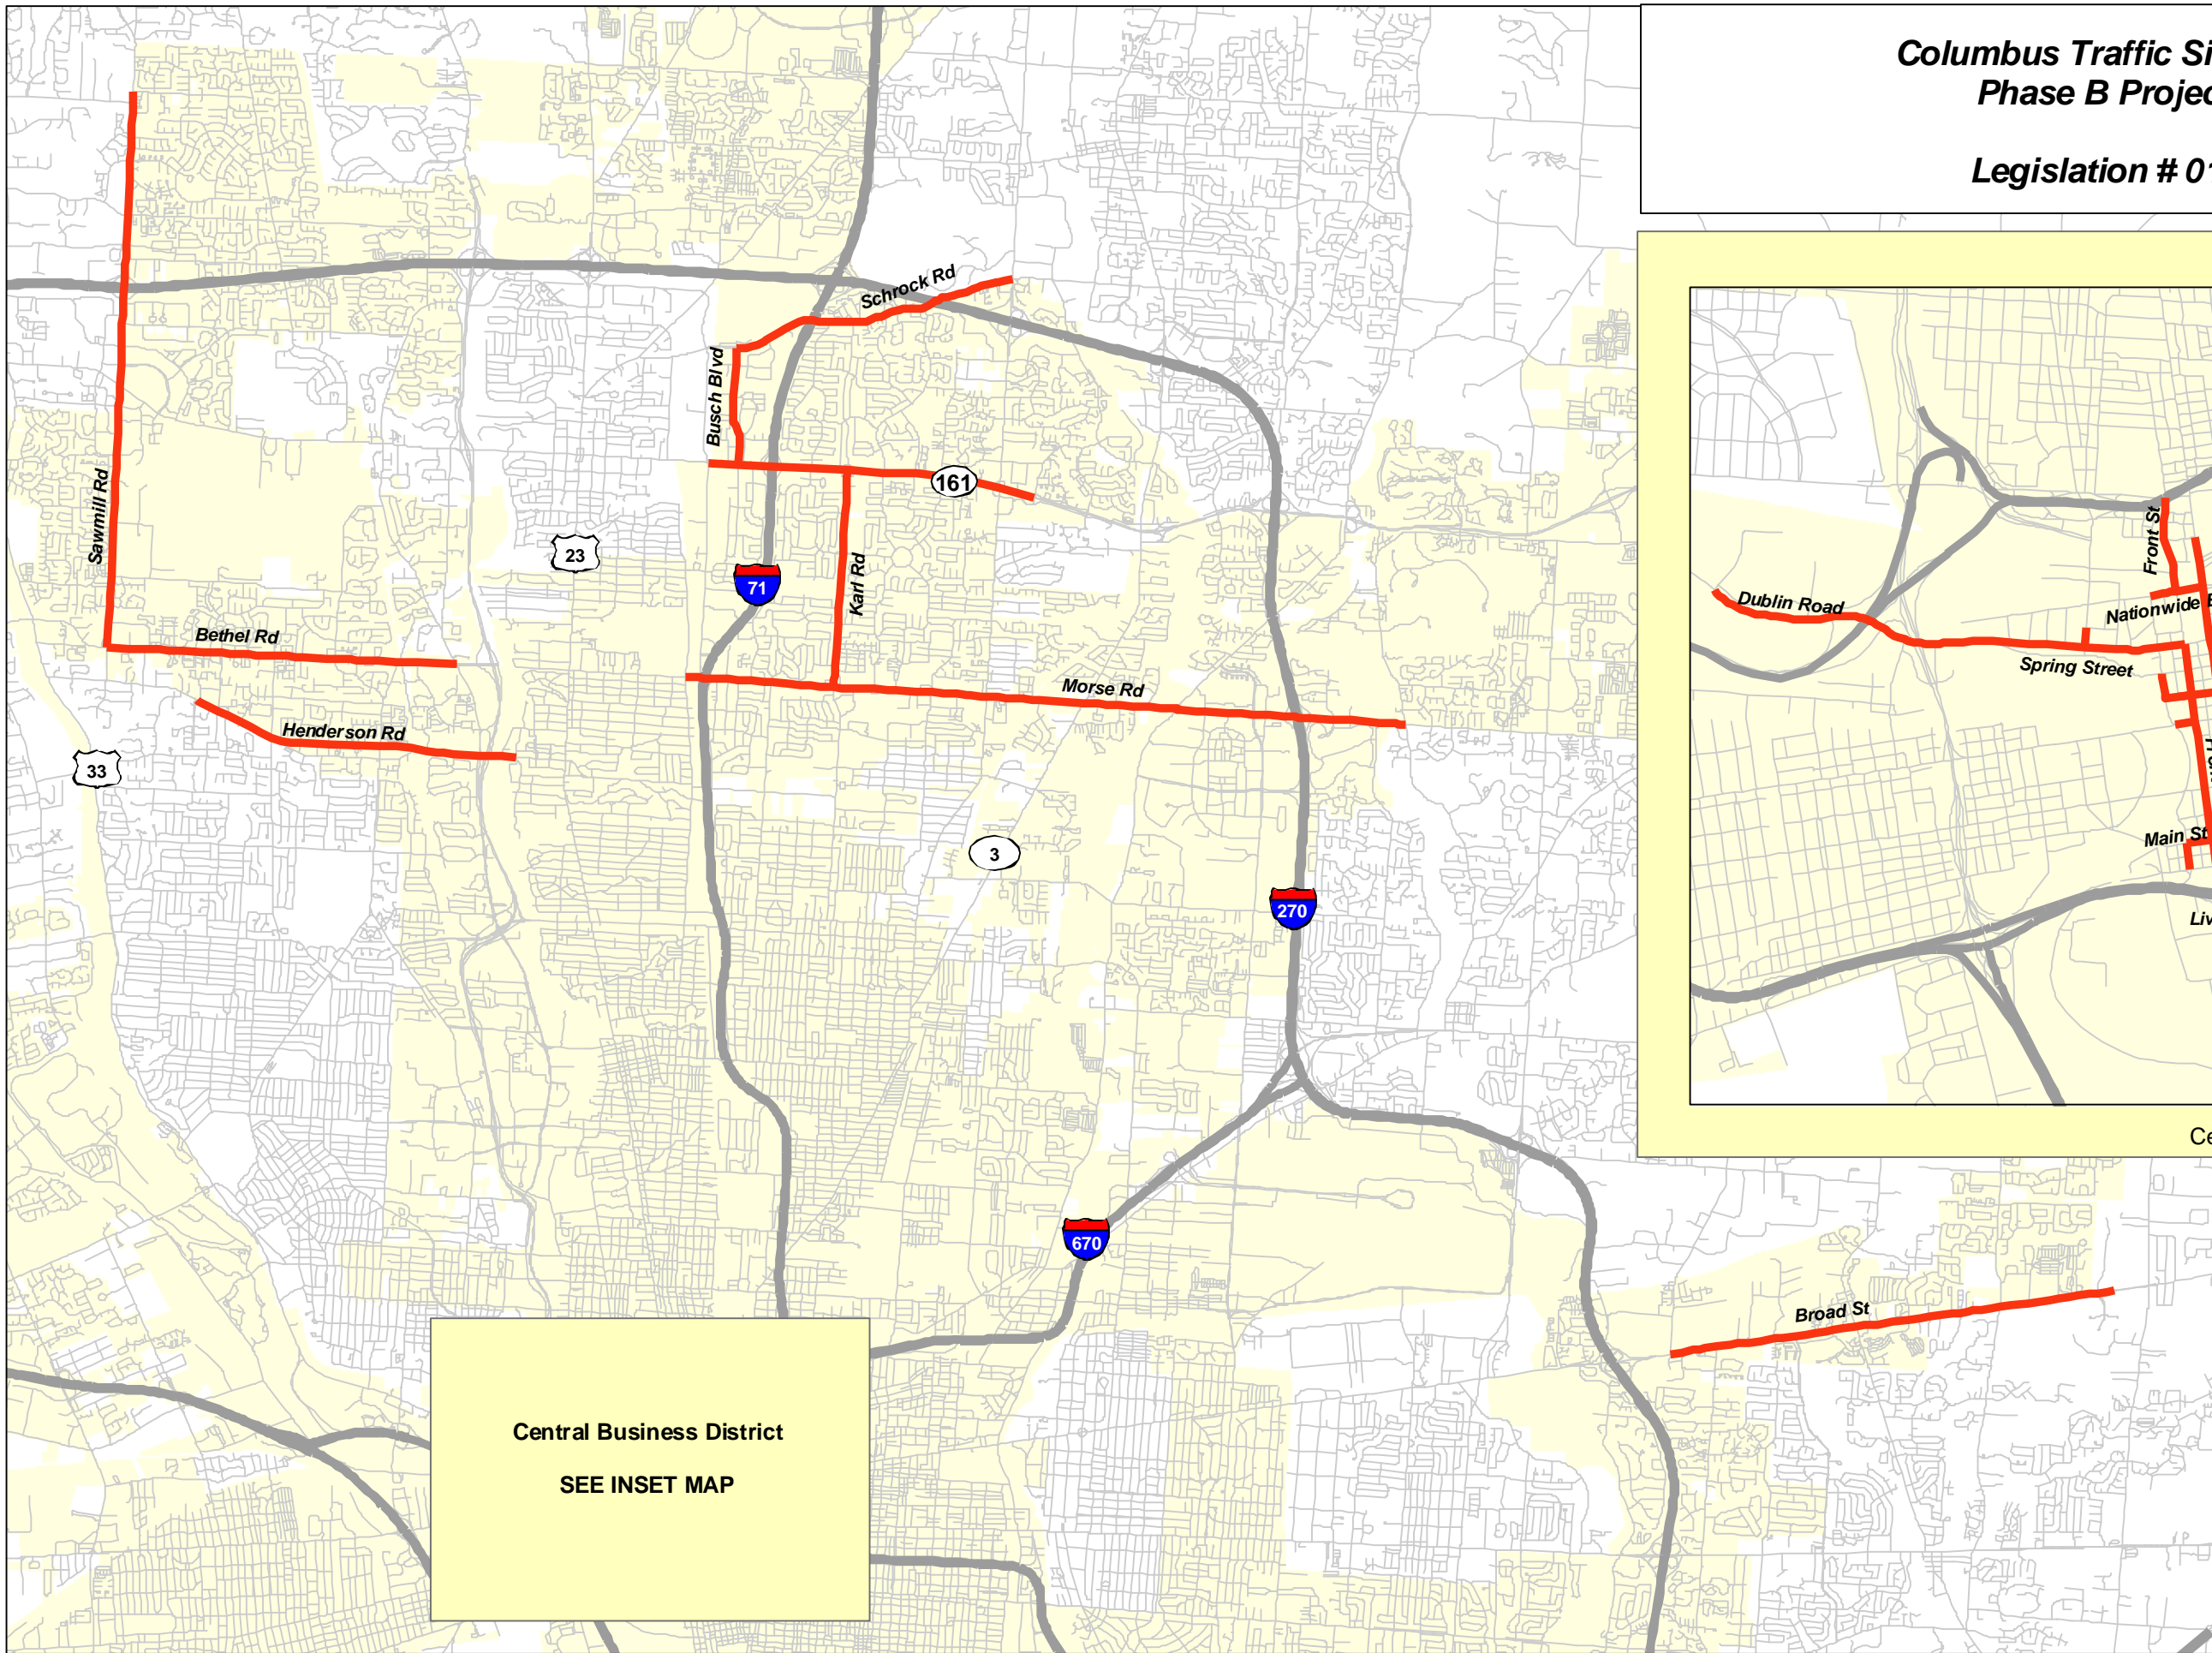 Columbus Traffic Si
Phase B Projec
Legislation # 01
Schrock Rd
Busch Blvd
161
Sawmill Rd
23
71
Karl Rd
Bethel Rd
Morse Rd
Henderson Rd
33
3
270
670
Broad St
Central Business District
SEE INSET MAP
Front St
Dublin Road
Nationwide B
Spring Street
Main St
Liv
Ce